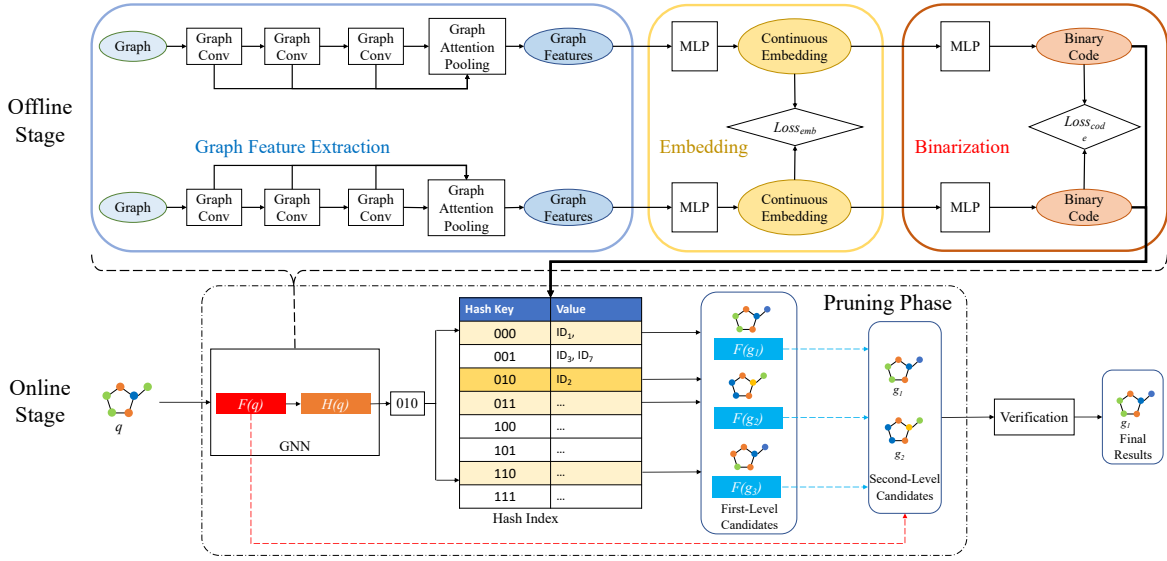 Offline
Stage
Graph
Graph
Conv
Graph
Conv
Graph
Conv
Graph
Attention
Pooling
Graph
Features
MLP
Continuous
Embedding
MLP
Binary
Code
Graph Feature Extraction
Embedding
Loss_emb
Binarization
Loss_cod
e
Graph
Graph
Conv
Graph
Conv
Graph
Conv
Graph
Attention
Pooling
Graph
Features
MLP
Continuous
Embedding
MLP
Binary
Code
Online
Stage
Pruning Phase
q
F(q)
H(q)
GNN
010
Hash Key Value
000 ID1,
001 ID3, ID7
010 ID2
011 ...
100 ...
101 ...
110 ...
111 ...
Hash Index
F(g1)
F(g2)
F(g3)
First-Level
Candidates
g1
g2
Second-Level
Candidates
Verification
g1
Final
Results